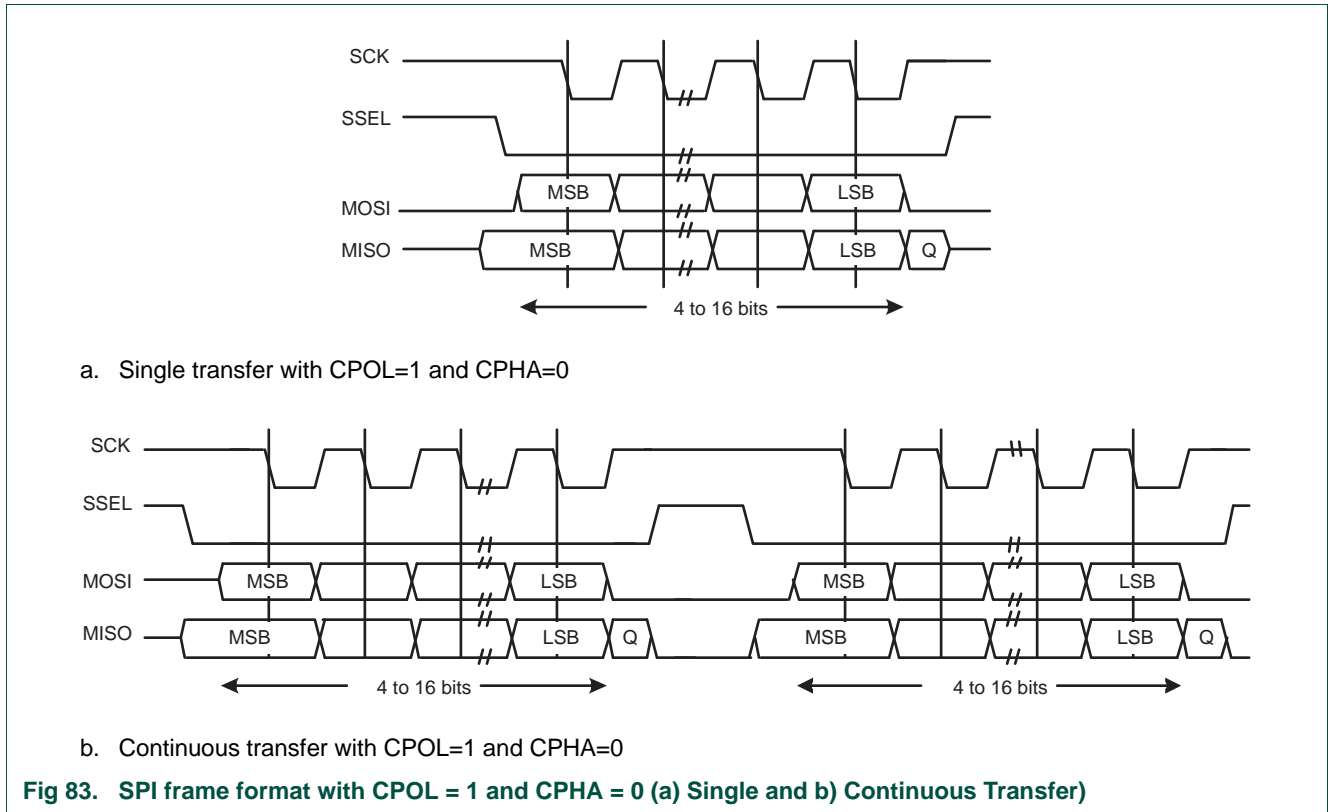 SCK
SSEL
MSB LSB
MOSI
MISO MSB LSB Q
4 to 16 bits
a. Single transfer with CPOL=1 and CPHA=0
SCK
SSEL
MOSI MSB LSB MSB LSB
MISO MSB LSB Q MSB LSB Q
4 to 16 bits 4 to 16 bits
b. Continuous transfer with CPOL=1 and CPHA=0
Fig 83. SPI frame format with CPOL = 1 and CPHA = 0 (a) Single and b) Continuous Transfer)